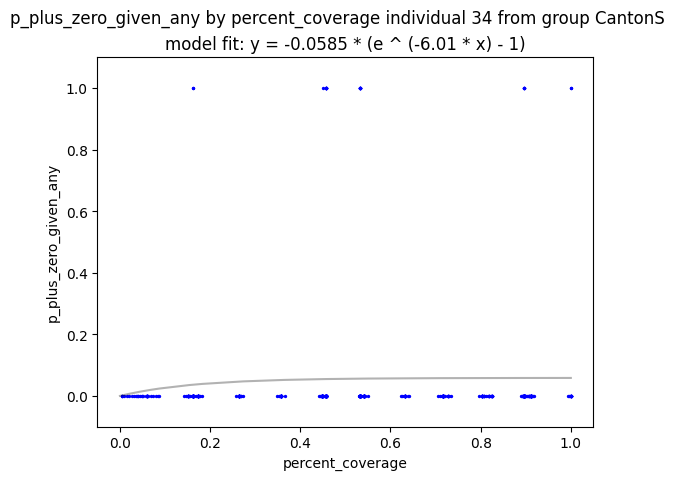 p_plus_zero_given_any by percent_coverage individual 34 from group CantonS
model fit: y = -0.0585 * (e ^ (-6.01 * x) - 1)
1.0
0.8
0.6
0.4
0.2
0.0
p_plus_zero_given_any
0.0 0.2 0.4 0.6 0.8 1.0
percent_coverage